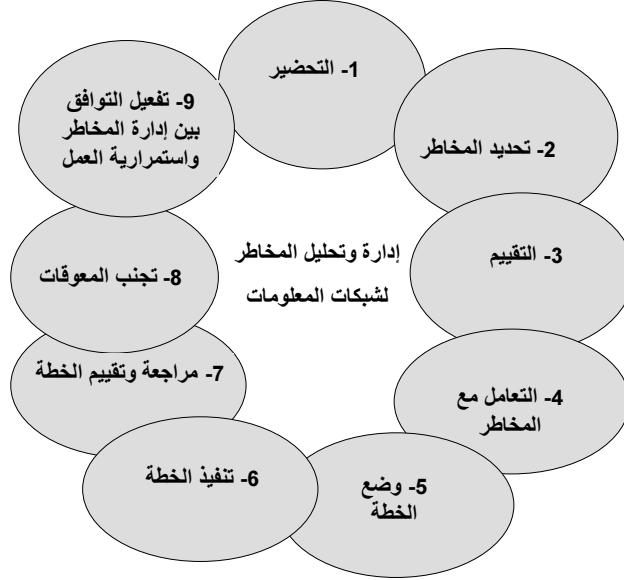 1- التحضير
2- تحديد المخاطر
3- التقييم
4- التعامل مع
المخاطر
5- وضع
الخطة
6- تنفيذ الخطة
7- مراجعة وتقييم الخطة
8- تجنب المعوقات
9- تفعيل التوافق
بين إدارة المخاطر
واستمرارية العمل
إدارة وتحليل المخاطر
لشبكات المعلومات